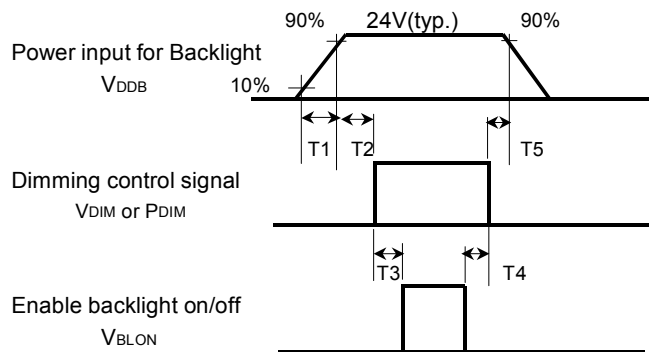 90%
24V(typ.)
90%
Power input for Backlight
VDDB
10%
T1
T2
T5
Dimming control signal
VDIM or PDIM
T3
T4
Enable backlight on/off
VBLON